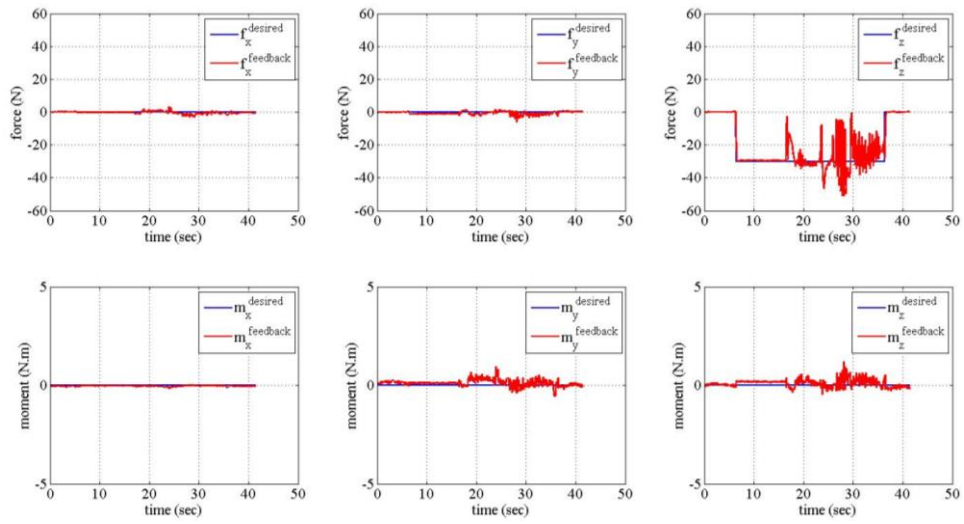 60
40
20
0
-20
-40
-60
force (N)
f_x^desired
f_x^feedback
0 10 20 30 40 50
time (sec)
60
40
20
0
-20
-40
-60
force (N)
f_y^desired
f_y^feedback
0 10 20 30 40 50
time (sec)
60
40
20
0
-20
-40
-60
force (N)
f_z^desired
f_z^feedback
0 10 20 30 40 50
time (sec)
5
0
-5
moment (N.m)
m_x^desired
m_x^feedback
0 10 20 30 40 50
time (sec)
5
0
-5
moment (N.m)
m_y^desired
m_y^feedback
0 10 20 30 40 50
time (sec)
5
0
-5
moment (N.m)
m_z^desired
m_z^feedback
0 10 20 30 40 50
time (sec)